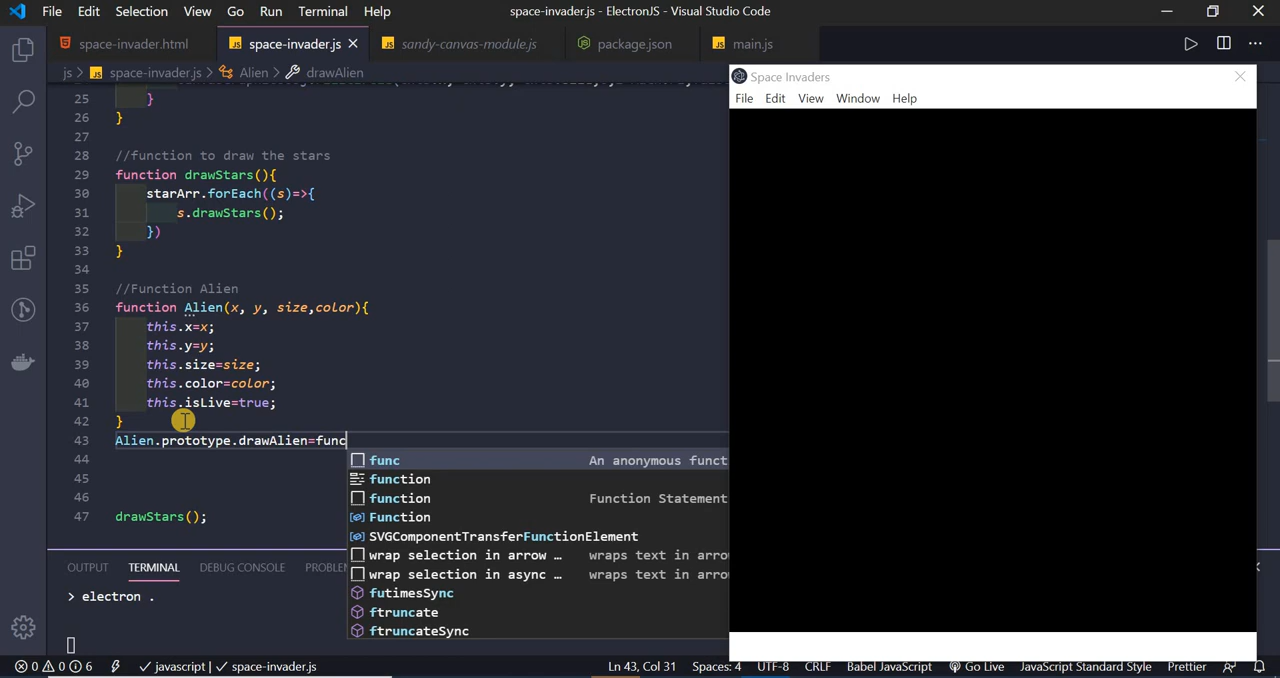 File Edit Selection View Go Run Terminal Help
space-invader.js - ElectronJS - Visual Studio Code
space-invader.html
space-invader.js
sandy-canvas-module.js
package.json
main.js
js > space-invader.js > Alien > drawAlien
25 }
26 }
27
28 //function to draw the stars
29 function drawStars(){
30 starArr.forEach((s)=>{
31 s.drawStars();
32 })
33 }
34
35 //Function Alien
36 function Alien(x, y, size,color){
37 this.x=x;
38 this.y=y;
39 this.size=size;
40 this.color=color;
41 this.isLive=true;
42 }
43 Alien.prototype.drawAlien=func
44
45
46
47 drawStars();
func An anonymous funct
function
function Function Statement
Function
SVGComponentTransferFunctionElement
wrap selection in arrow … wraps text in arro
wrap selection in async … wraps text in arro
futimesSync
ftruncate
ftruncateSync
Space Invaders
File Edit View Window Help
OUTPUT TERMINAL DEBUG CONSOLE PROBLEM
> electron .
0 0 6 javascript | space-invader.js
Ln 43, Col 31 Spaces: 4 UTF-8 CRLF Babel JavaScript Go Live JavaScript Standard Style Prettier